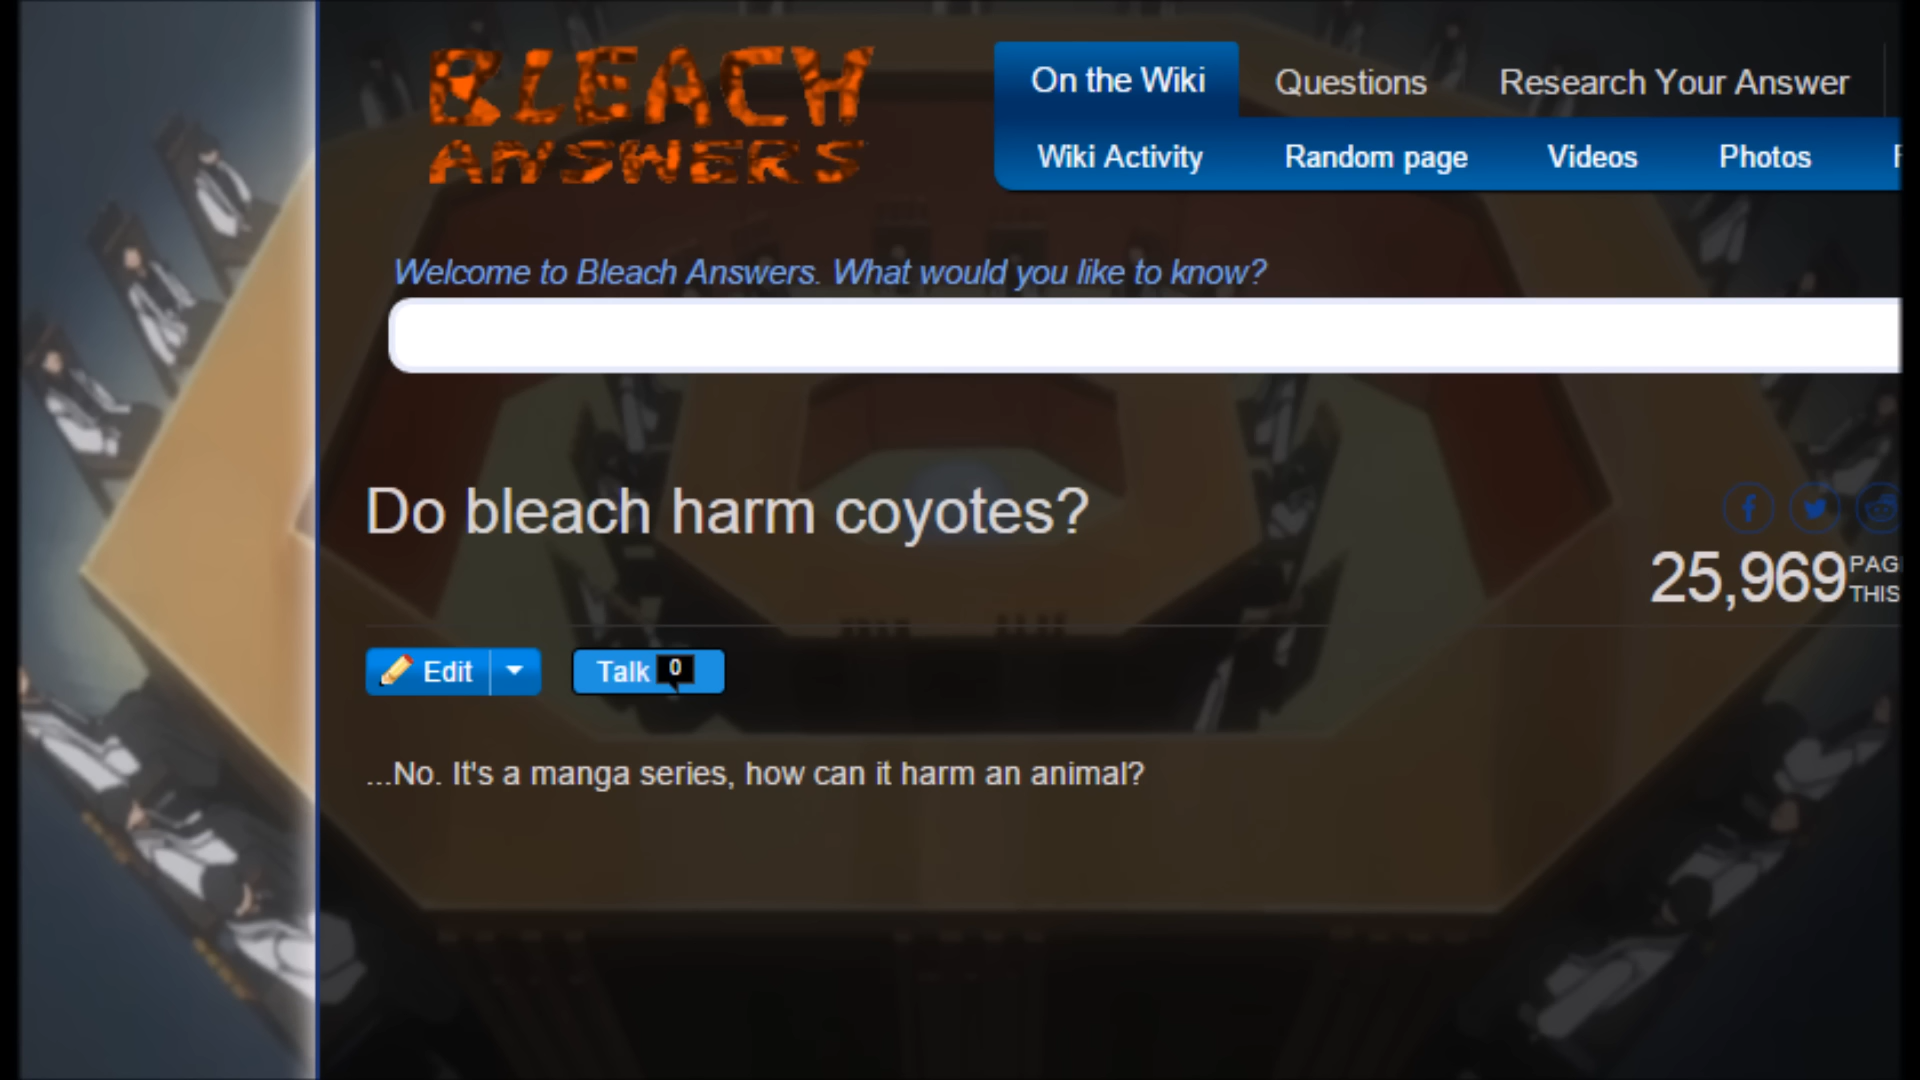 BLEACH
ANSWERS
On the Wiki
Questions
Research Your Answer
Wiki Activity
Random page
Videos
Photos
Welcome to Bleach Answers. What would you like to know?
Do bleach harm coyotes?
25,969 PAG
THIS
Edit
Talk 0
...No. It's a manga series, how can it harm an animal?